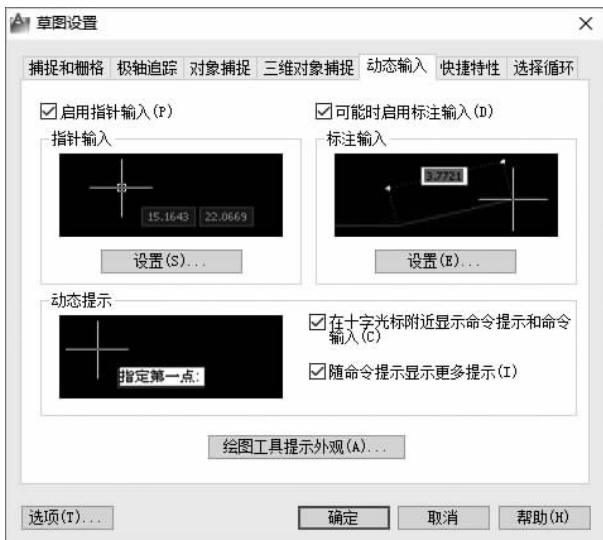 草图设置
捕捉和栅格 极轴追踪 对象捕捉 三维对象捕捉 动态输入 快捷特性 选择循环
启用指针输入(P)
可能时启用标注输入(D)
指针输入
标注输入
15.1643 22.0669
3.7721
设置(S)...
设置(E)...
动态提示
指定第一点:
在十字光标附近显示命令提示和命令
输入(C)
随命令提示显示更多提示(I)
绘图工具提示外观(A)...
选项(T)...
确定
取消
帮助(H)